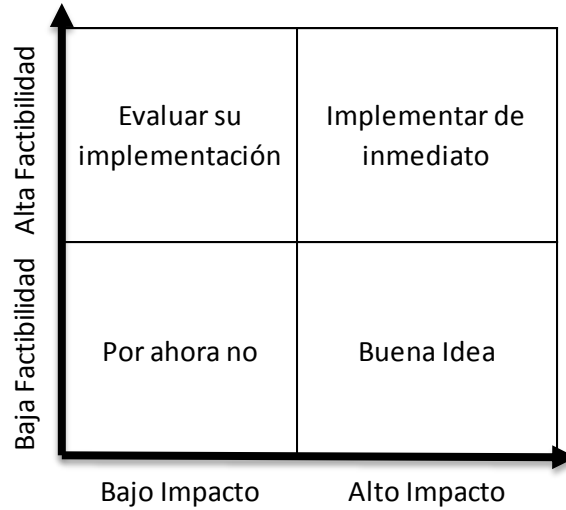 Alta Factibilidad
Evaluar su
implementación
Implementar de
inmediato
Baja Factibilidad
Por ahora no
Buena Idea
Bajo Impacto
Alto Impacto